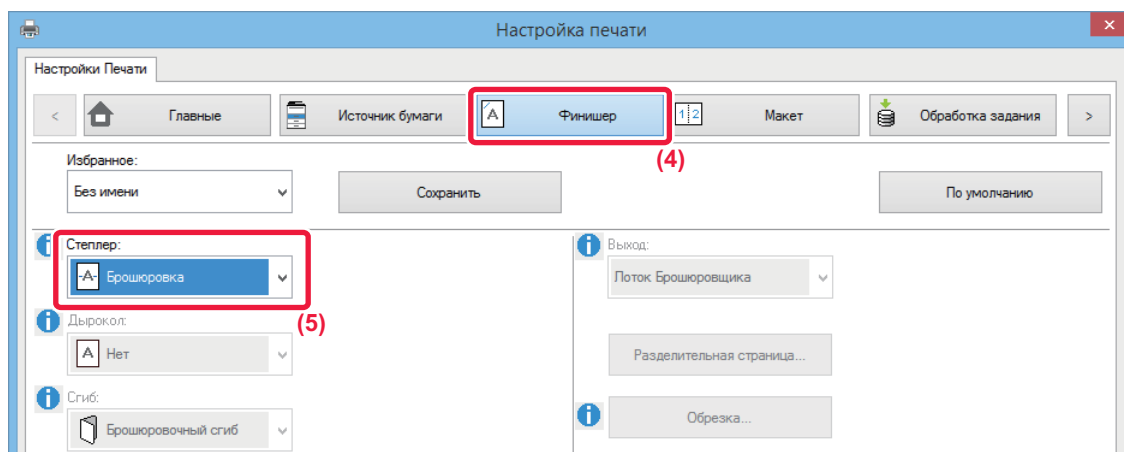 Настройка печати
Настройки Печати
< Главные Источник бумаги A Финишер 1 2 Макет Обработка задания >
(4)
Избранное:
Без имени Сохранить По умолчанию
Степлер: Выход:
-A- Брошюровка Лоток Брошюровщика
(5)
Дырокол:
A Нет Разделительная страница...
Сгиб:
Брошюровочный сгиб Обрезка...